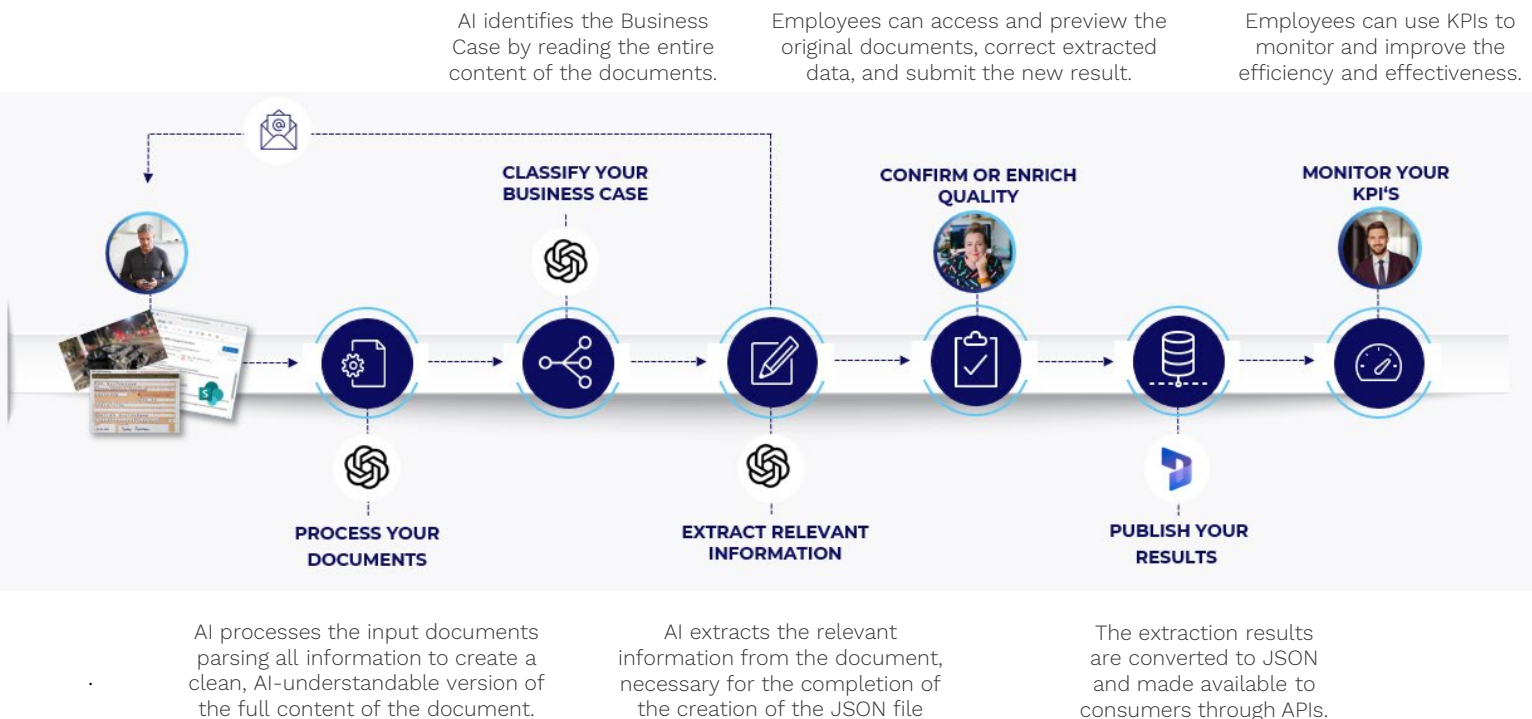 AI identifies the Business
Case by reading the entire
content of the documents.
Employees can access and preview the
original documents, correct extracted
data, and submit the new result.
Employees can use KPIs to
monitor and improve the
efficiency and effectiveness.
CLASSIFY YOUR
BUSINESS CASE
CONFIRM OR ENRICH
QUALITY
MONITOR YOUR
KPI'S
PROCESS YOUR
DOCUMENTS
EXTRACT RELEVANT
INFORMATION
PUBLISH YOUR
RESULTS
AI processes the input documents
parsing all information to create a
clean, AI-understandable version of
the full content of the document.
AI extracts the relevant
information from the document,
necessary for the completion of
the creation of the JSON file
The extraction results
are converted to JSON
and made available to
consumers through APIs.